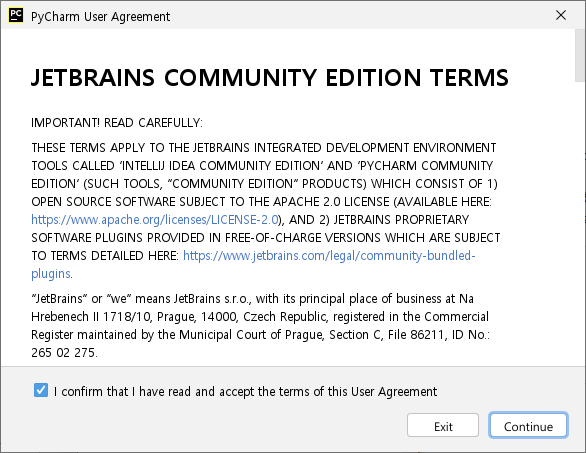 PC PyCharm User Agreement
JETBRAINS COMMUNITY EDITION TERMS
IMPORTANT! READ CAREFULLY:
THESE TERMS APPLY TO THE JETBRAINS INTEGRATED DEVELOPMENT ENVIRONMENT
TOOLS CALLED 'INTELLIJ IDEA COMMUNITY EDITION' AND 'PYCHARM COMMUNITY
EDITION' (SUCH TOOLS, "COMMUNITY EDITION" PRODUCTS) WHICH CONSIST OF 1)
OPEN SOURCE SOFTWARE SUBJECT TO THE APACHE 2.0 LICENSE (AVAILABLE HERE:
https://www.apache.org/licenses/LICENSE-2.0), AND 2) JETBRAINS PROPRIETARY
SOFTWARE PLUGINS PROVIDED IN FREE-OF-CHARGE VERSIONS WHICH ARE SUBJECT
TO TERMS DETAILED HERE: https://www.jetbrains.com/legal/community-bundled-
plugins.
"JetBrains" or "we" means JetBrains s.r.o., with its principal place of business at Na
Hrebenech II 1718/10, Prague, 14000, Czech Republic, registered in the Commercial
Register maintained by the Municipal Court of Prague, Section C, File 86211, ID No.:
265 02 275.
I confirm that I have read and accept the terms of this User Agreement
Exit
Continue